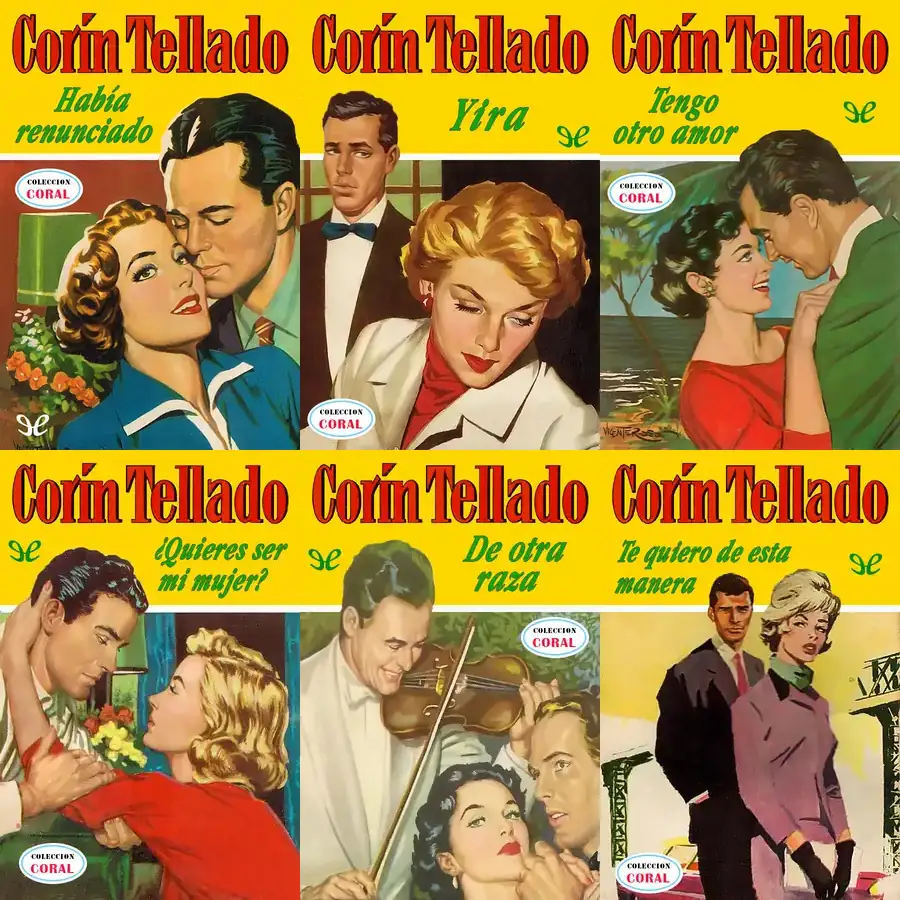 Corín Tellado
Había
renunciado
COLECCION
CORAL
Corín Tellado
Yira
COLECCION
CORAL
Corín Tellado
Tengo
otro amor
COLECCION
CORAL
Corín Tellado
¿Quieres ser
mi mujer?
COLECCION
CORAL
Corín Tellado
De otra
raza
COLECCION
CORAL
Corín Tellado
Te quiero de esta
manera
COLECCION
CORAL